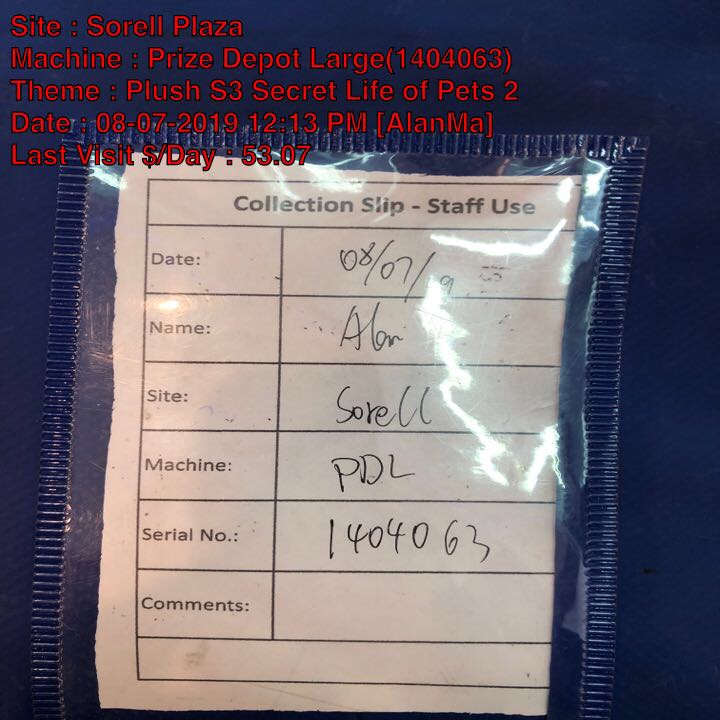 Site : Sorell Plaza
Machine : Prize Depot Large(1404063)
Theme : Plush S3 Secret Life of Pets 2
Date : 08-07-2019 12:13 PM [AlanMa]
Last Visit $/Day : 53.07
Collection Slip - Staff Use
Date: 08/07/19
Name: Alan
Site: Sorell
Machine: PDL
Serial No.: 1404063
Comments: